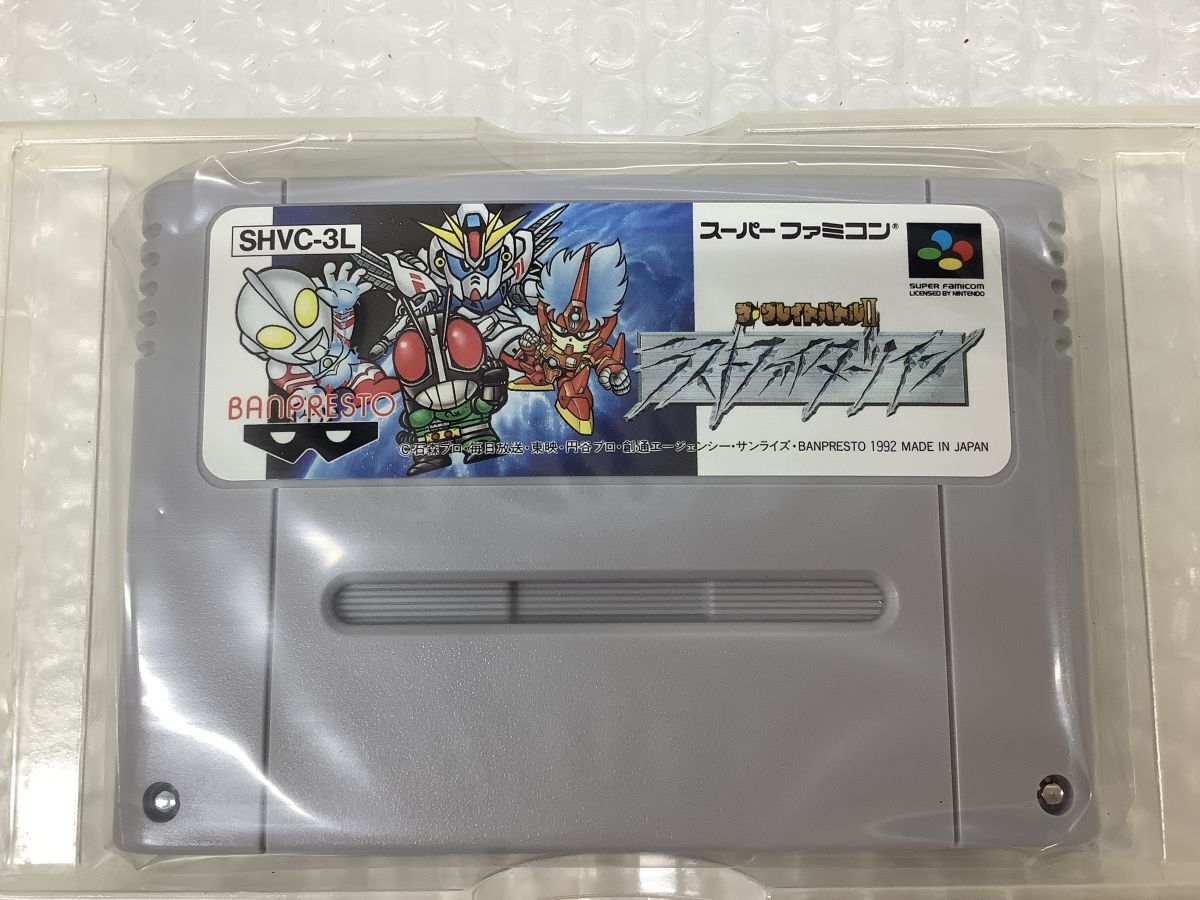 SHVC-3L
スーパーファミコン®
SUPER FAMICOM
LICENSED BY NINTENDO
ザ・グレイトバトルII
ラストファイターツイン
BANPRESTO
©石森プロ・毎日放送・東映・円谷プロ・創通エージェンシー・サンライズ・BANPRESTO 1992 MADE IN JAPAN